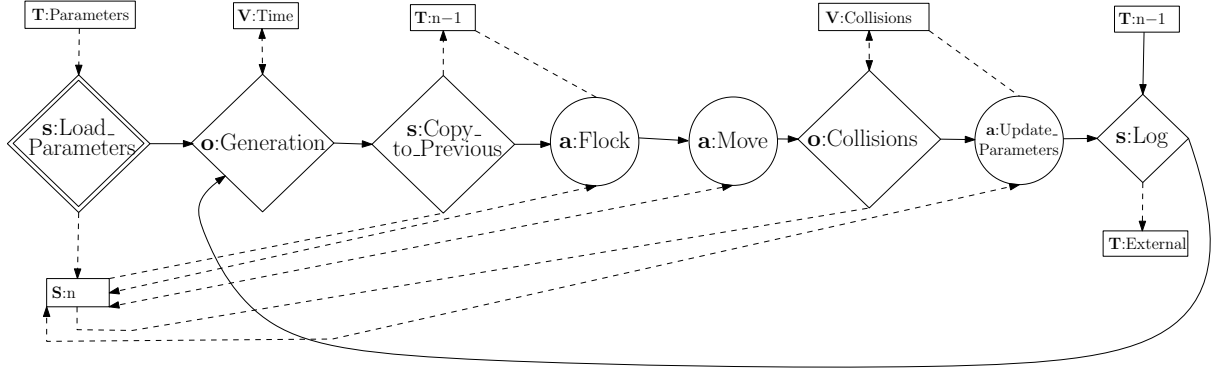 T:Parameters
V:Time
T:n−1
V:Collisions
T:n−1
s:Load_
Parameters
o:Generation
s:Copy_
to_Previous
a:Flock
a:Move
o:Collisions
a:Update_
Parameters
s:Log
T:External
S:n